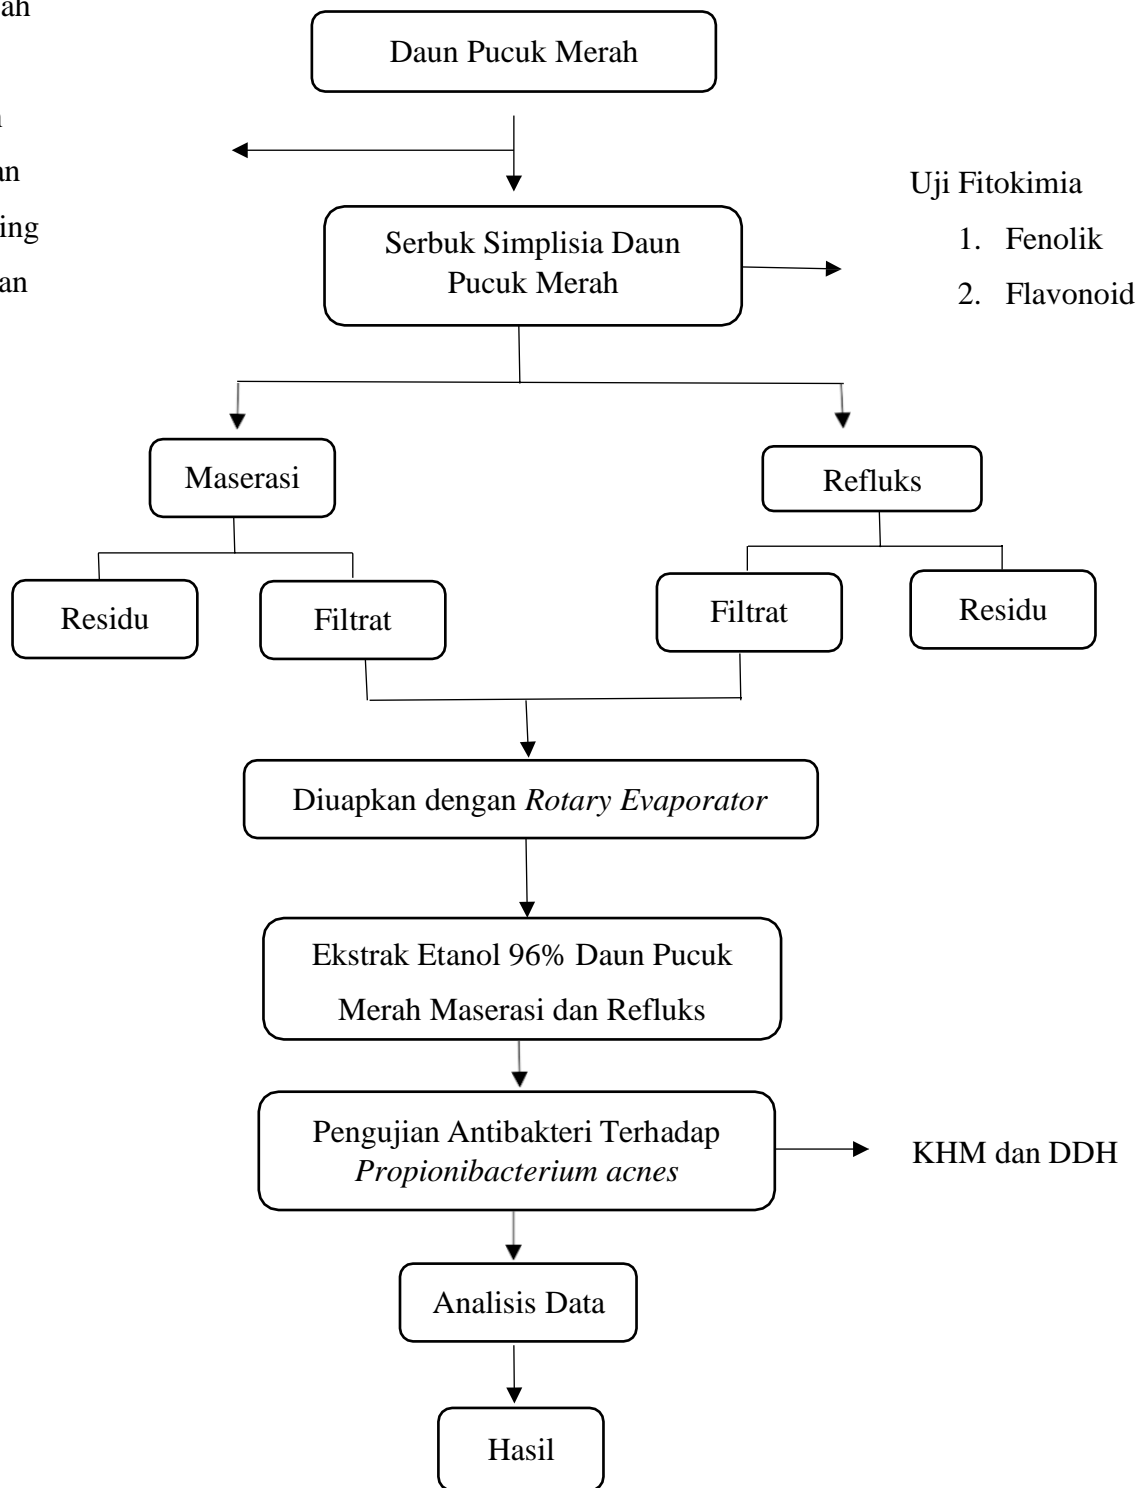 Daun Pucuk Merah
Uji Fitokimia
1. Fenolik
2. Flavonoid
Serbuk Simplisia Daun
Pucuk Merah
Maserasi
Refluks
Residu
Filtrat
Filtrat
Residu
Diuapkan dengan Rotary Evaporator
Ekstrak Etanol 96% Daun Pucuk
Merah Maserasi dan Refluks
Pengujian Antibakteri Terhadap
Propionibacterium acnes
KHM dan DDH
Analisis Data
Hasil